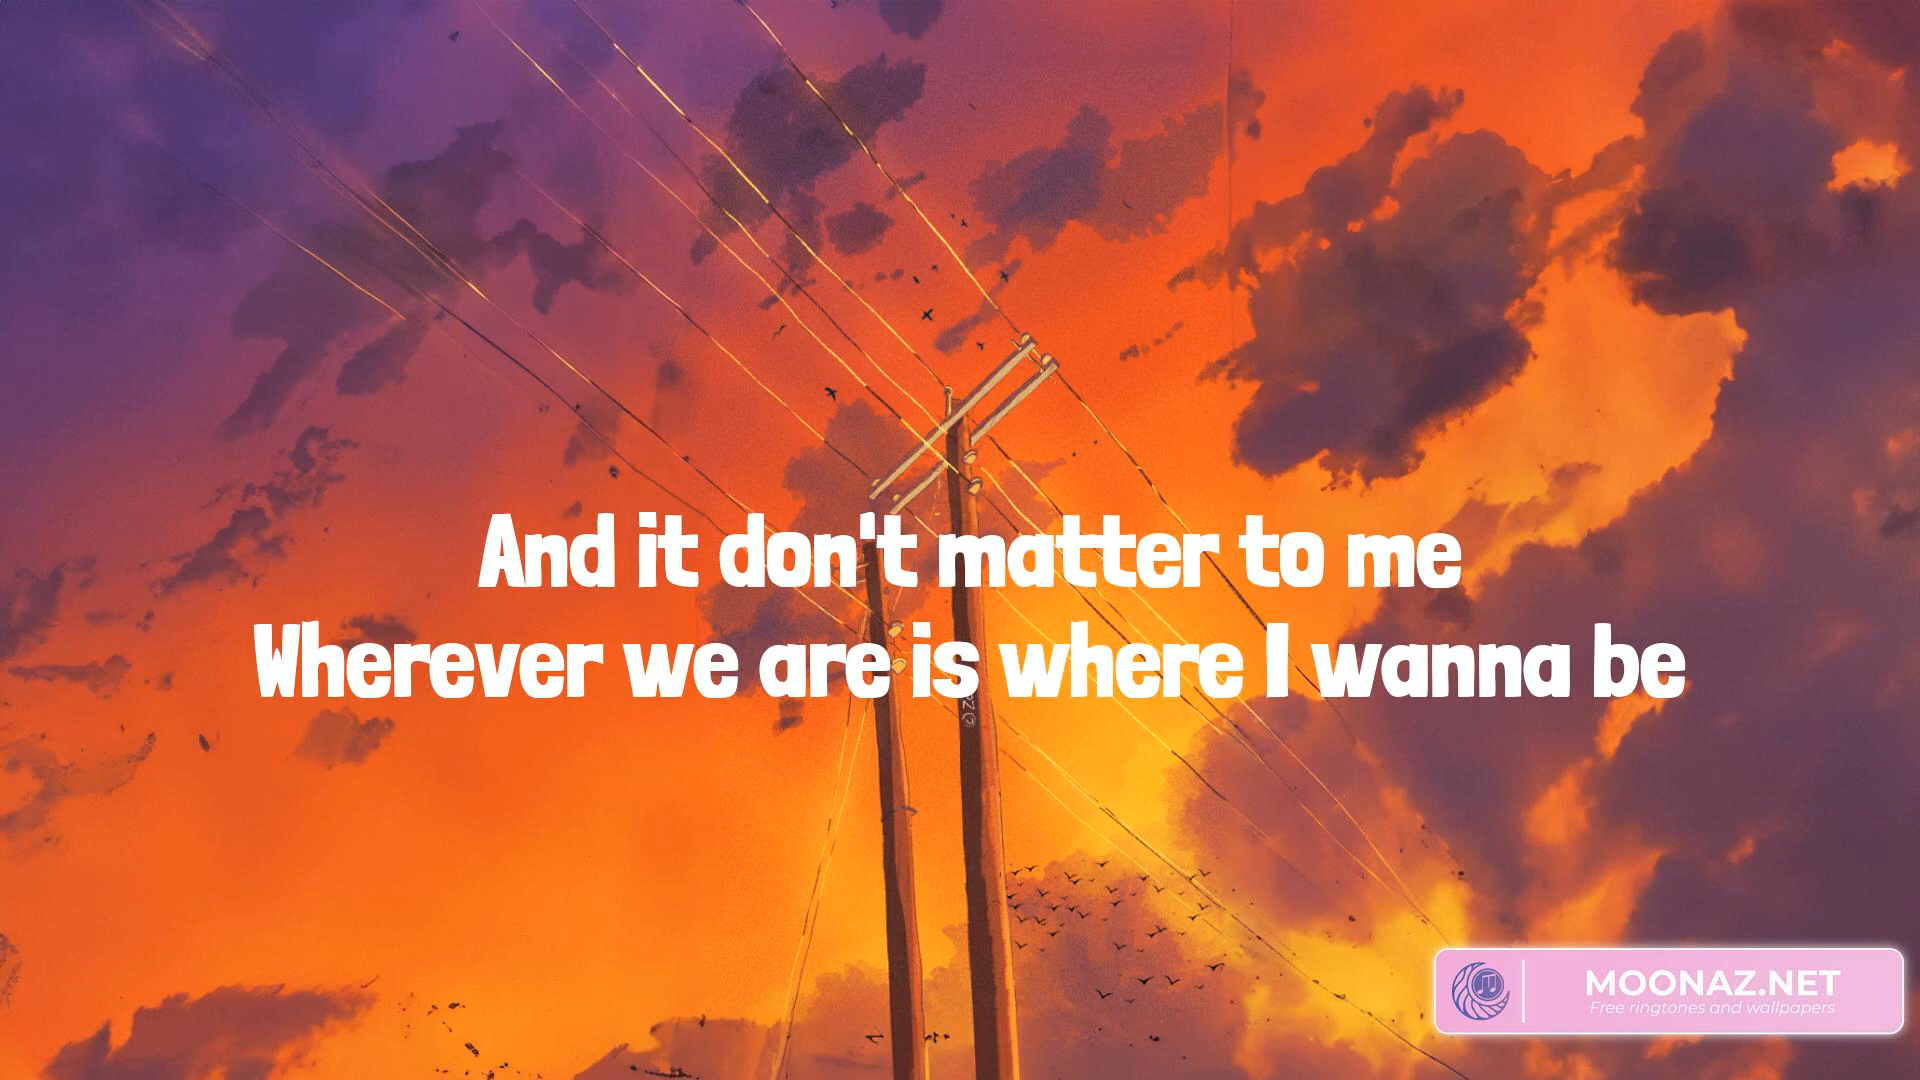 And it don't matter to me
Wherever we are is where I wanna be
MOONAZ.NET
Free ringtones and wallpapers